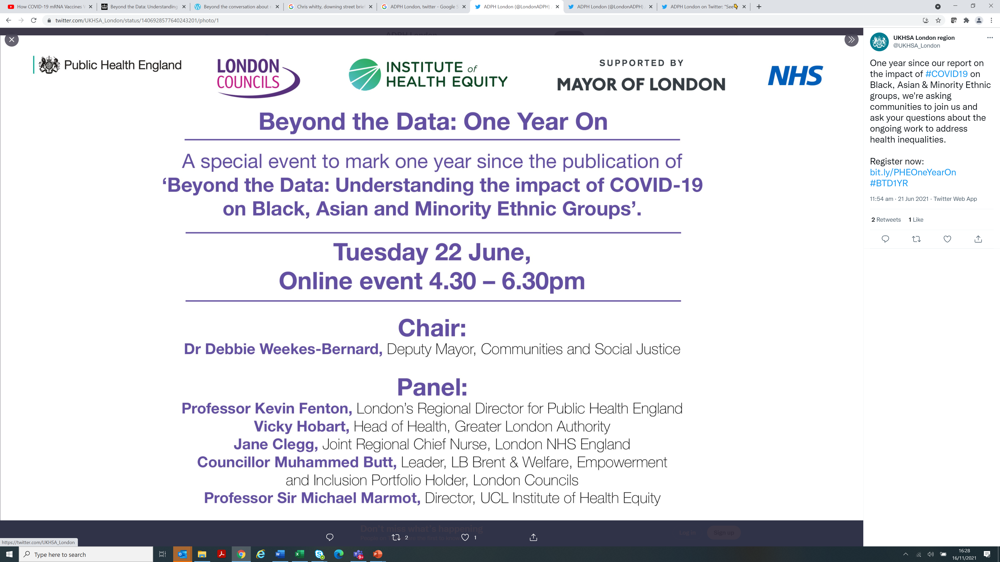 How COVID-19 mRNA Vaccines
Beyond the Data: Understanding
Beyond the conversation about
Chris whitty, downing street brief
ADPH London, twitter - Google S
ADPH London (@LondonADPH)
ADPH London (@LondonADPH)
ADPH London on Twitter: "See
twitter.com/UKHSA_London/status/1406928577640243201/photo/1
Public Health England
LONDON
COUNCILS
INSTITUTE of
HEALTH EQUITY
SUPPORTED BY
MAYOR OF LONDON
NHS
Beyond the Data: One Year On
A special event to mark one year since the publication of
‘Beyond the Data: Understanding the impact of COVID-19
on Black, Asian and Minority Ethnic Groups’.
Tuesday 22 June,
Online event 4.30 – 6.30pm
Chair:
Dr Debbie Weekes-Bernard, Deputy Mayor, Communities and Social Justice
Panel:
Professor Kevin Fenton, London’s Regional Director for Public Health England
Vicky Hobart, Head of Health, Greater London Authority
Jane Clegg, Joint Regional Chief Nurse, London NHS England
Councillor Muhammed Butt, Leader, LB Brent & Welfare, Empowerment
and Inclusion Portfolio Holder, London Councils
Professor Sir Michael Marmot, Director, UCL Institute of Health Equity
UKHSA London region
@UKHSA_London
One year since our report on
the impact of #COVID19 on
Black, Asian & Minority Ethnic
groups, we're asking
communities to join us and
ask your questions about the
ongoing work to address
health inequalities.
Register now:
bit.ly/PHEOneYearOn
#BTD1YR
11:54 am · 21 Jun 2021 · Twitter Web App
2 Retweets 1 Like
Don't miss what's happening
Log in
Sign up
2
1
https://twitter.com/UKHSA_London
Type here to search
9+
16:28
16/11/2021